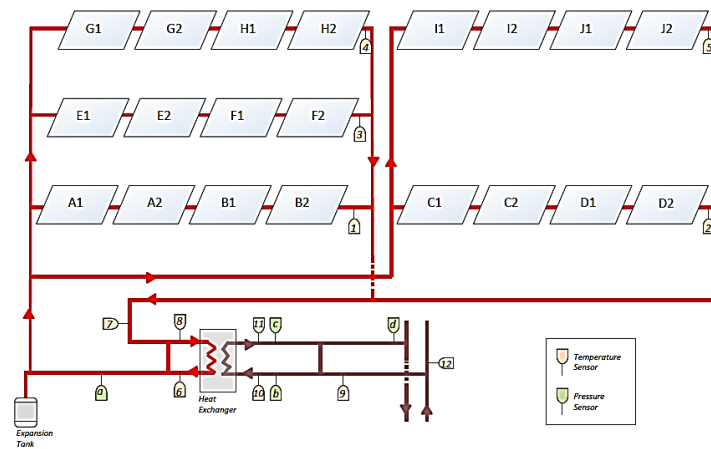 G1 G2 H1 H2 I1 I2 J1 J2
4 5
E1 E2 F1 F2
3
A1 A2 B1 B2 C1 C2 D1 D2
1 2
7 8 11 c d
12
a 6 10 b 9
Heat
Exchanger
Temperature
Sensor
Pressure
Sensor
Expansion
Tank